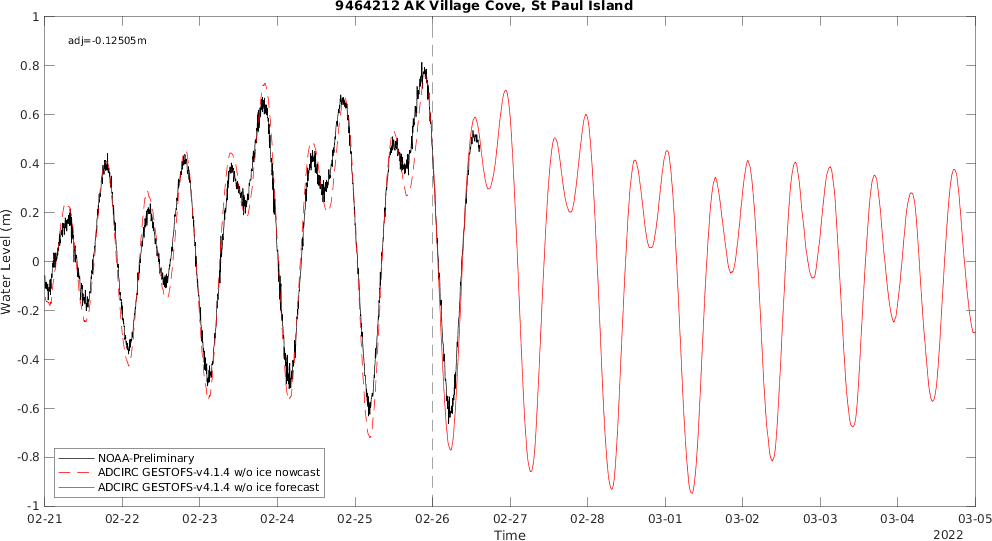 9464212 AK Village Cove, St Paul Island
adj=-0.12505m
Water Level (m)
1
0.8
0.6
0.4
0.2
0
-0.2
-0.4
-0.6
-0.8
-1
NOAA-Preliminary
ADCIRC GESTOFS-v4.1.4 w/o ice nowcast
ADCIRC GESTOFS-v4.1.4 w/o ice forecast
02-21 02-22 02-23 02-24 02-25 02-26 02-27 02-28 03-01 03-02 03-03 03-04 03-05
Time
2022